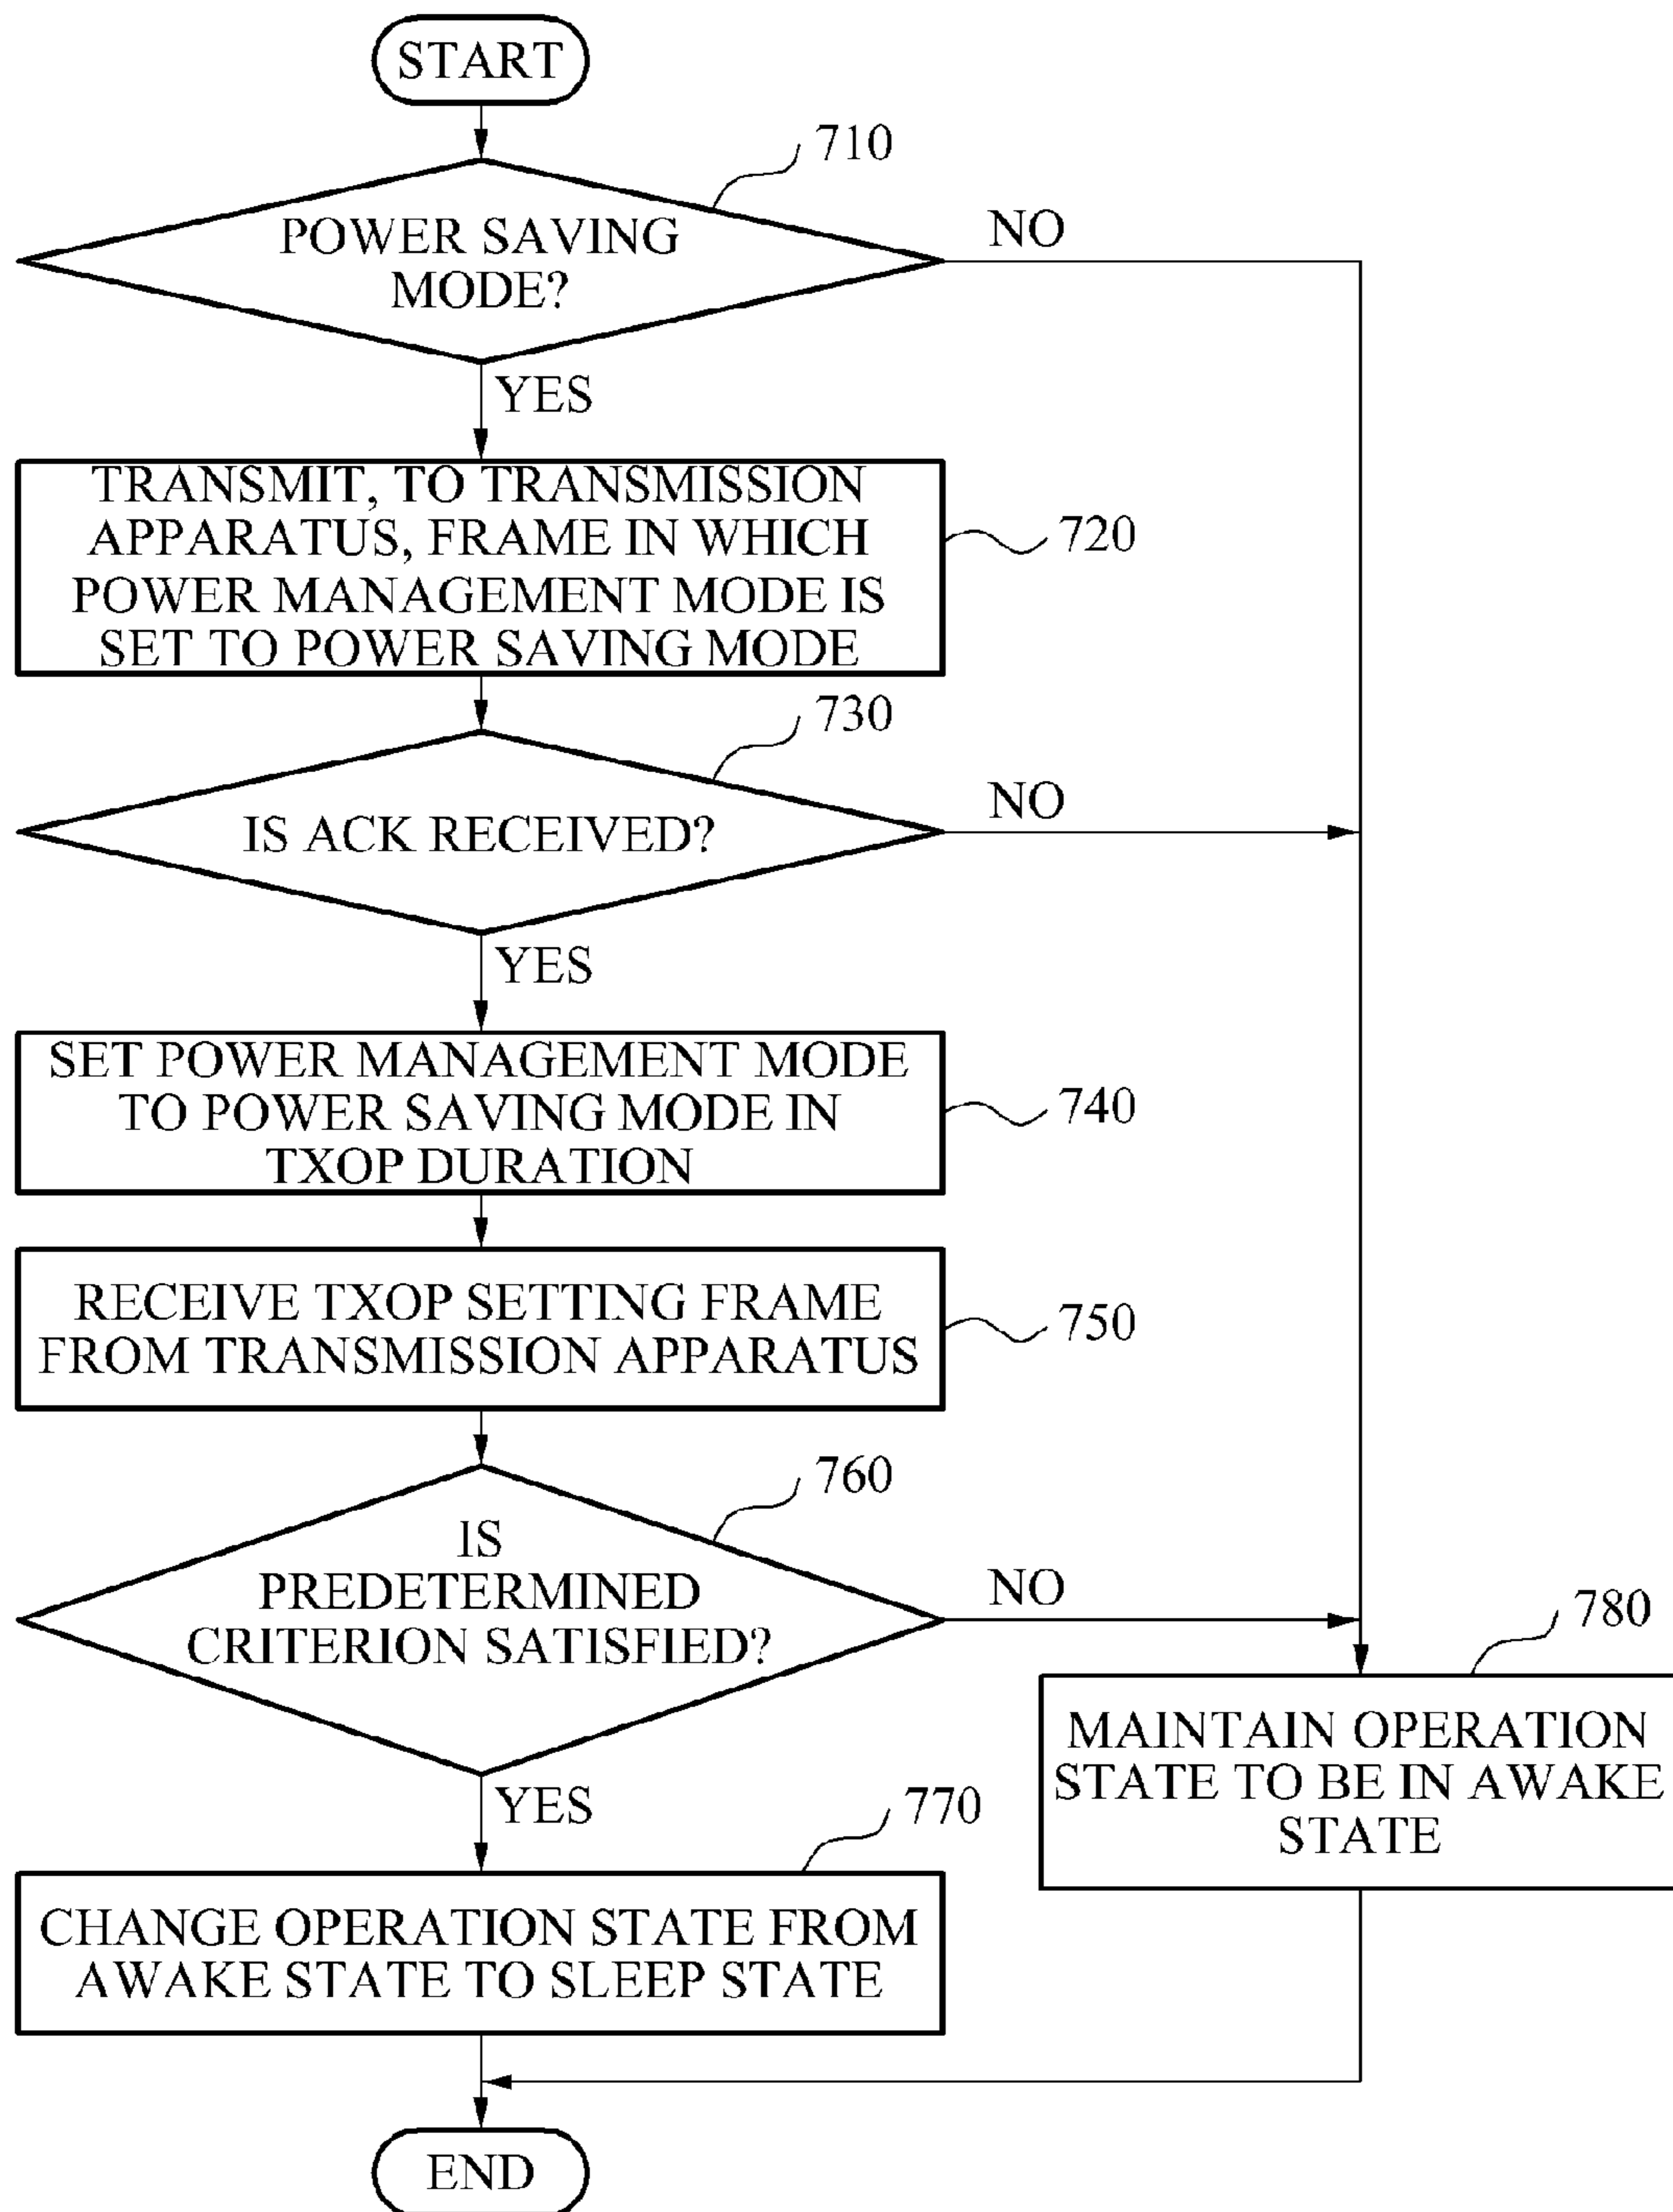 START
710
POWER SAVING
MODE?
NO
YES
TRANSMIT, TO TRANSMISSION
APPARATUS, FRAME IN WHICH
POWER MANAGEMENT MODE IS
SET TO POWER SAVING MODE
720
730
IS ACK RECEIVED?
NO
YES
SET POWER MANAGEMENT MODE
TO POWER SAVING MODE IN
TXOP DURATION
740
RECEIVE TXOP SETTING FRAME
FROM TRANSMISSION APPARATUS
750
760
IS
PREDETERMINED
CRITERION SATISFIED?
NO
780
MAINTAIN OPERATION
STATE TO BE IN AWAKE
STATE
YES
770
CHANGE OPERATION STATE FROM
AWAKE STATE TO SLEEP STATE
END